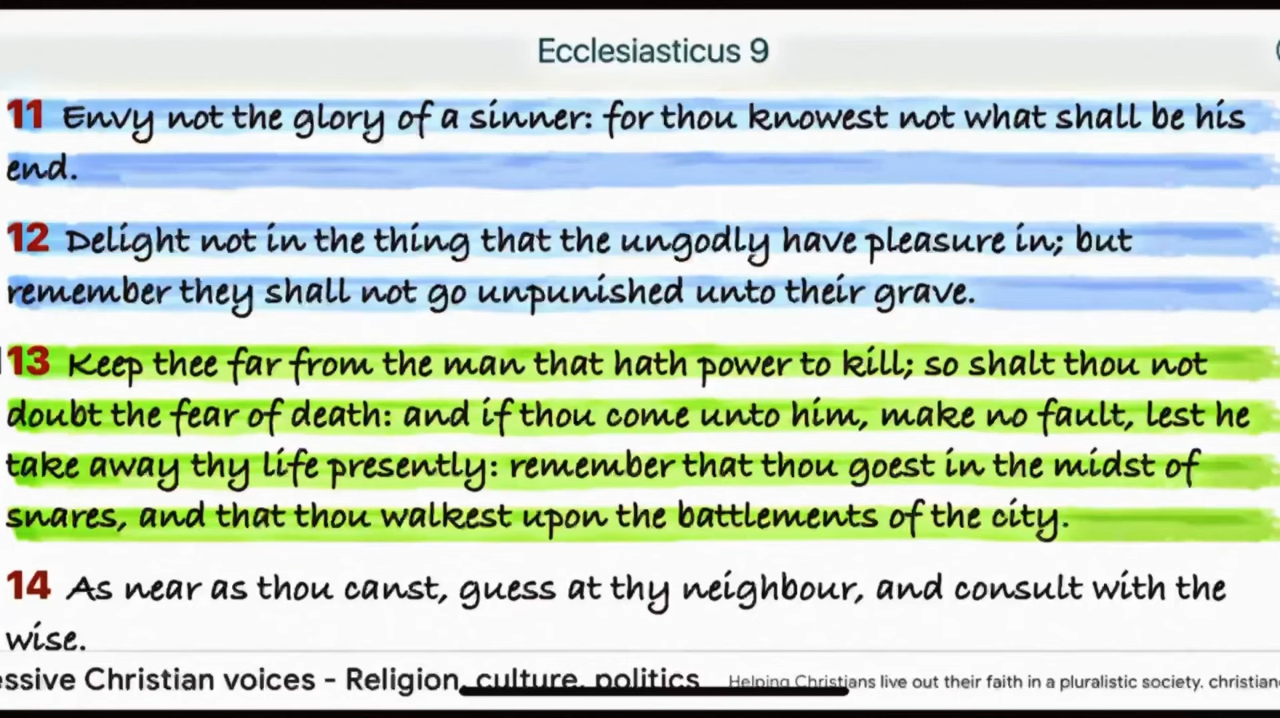 Ecclesiasticus 9
11 Envy not the glory of a sinner: for thou knowest not what shall be his
end.
12 Delight not in the thing that the ungodly have pleasure in; but
remember they shall not go unpunished unto their grave.
13 Keep thee far from the man that hath power to kill; so shalt thou not
doubt the fear of death: and if thou come unto him, make no fault, lest he
take away thy life presently: remember that thou goest in the midst of
snares, and that thou walkest upon the battlements of the city.
14 As near as thou canst, guess at thy neighbour, and consult with the
wise.
essive Christian voices - Religion, culture, politics Helping Christians live out their faith in a pluralistic society. christian